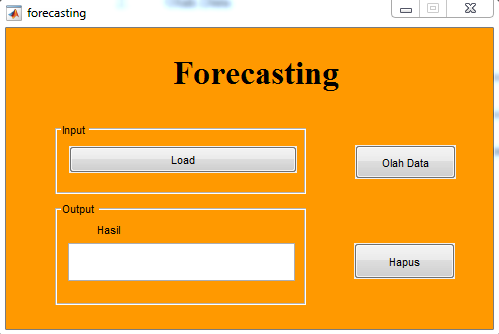 forecasting
Forecasting
Input
Load
Olah Data
Output
Hasil
Hapus